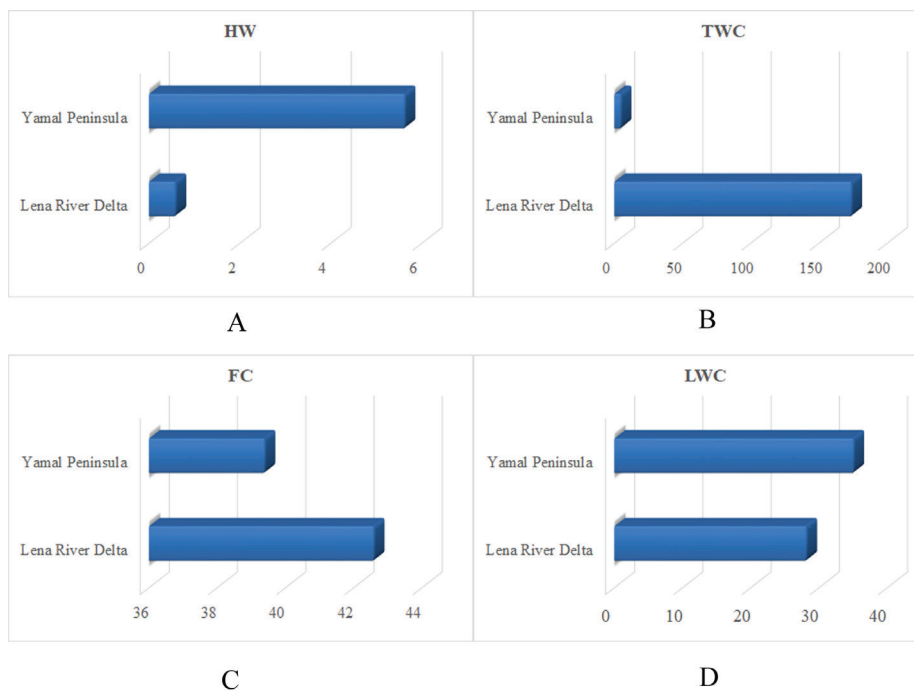 HW
Yamal Peninsula
Lena River Delta
0 2 4 6
A
TWC
Yamal Peninsula
Lena River Delta
0 50 100 150 200
B
FC
Yamal Peninsula
Lena River Delta
36 38 40 42 44
C
LWC
Yamal Peninsula
Lena River Delta
0 10 20 30 40
D